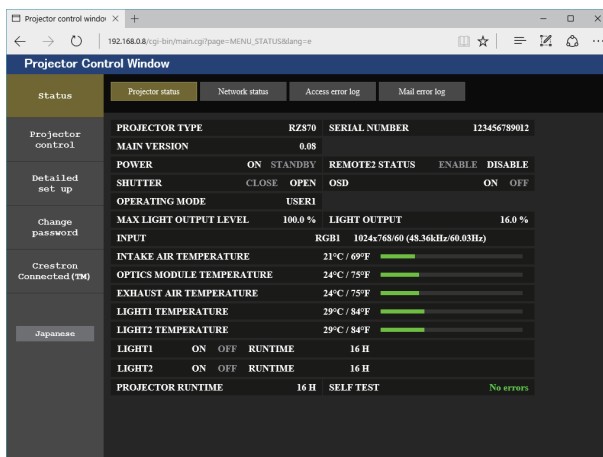 Projector control windov
192.168.0.8/cgi-bin/main.cgi?page=MENU_STATUS&lang=e
Projector Control Window
Status
Projector status
Network status
Access error log
Mail error log
Projector control
Detailed set up
Change password
Crestron Connected(TM)
Japanese
PROJECTOR TYPE RZ870 SERIAL NUMBER 123456789012
MAIN VERSION 0.08
POWER ON STANDBY REMOTE2 STATUS ENABLE DISABLE
SHUTTER CLOSE OPEN OSD ON OFF
OPERATING MODE USER1
MAX LIGHT OUTPUT LEVEL 100.0 % LIGHT OUTPUT 16.0 %
INPUT RGB1 1024x768/60 (48.36kHz/60.03Hz)
INTAKE AIR TEMPERATURE 21°C / 69°F
OPTICS MODULE TEMPERATURE 24°C / 75°F
EXHAUST AIR TEMPERATURE 24°C / 75°F
LIGHT1 TEMPERATURE 29°C / 84°F
LIGHT2 TEMPERATURE 29°C / 84°F
LIGHT1 ON OFF RUNTIME 16 H
LIGHT2 ON OFF RUNTIME 16 H
PROJECTOR RUNTIME 16 H SELF TEST No errors